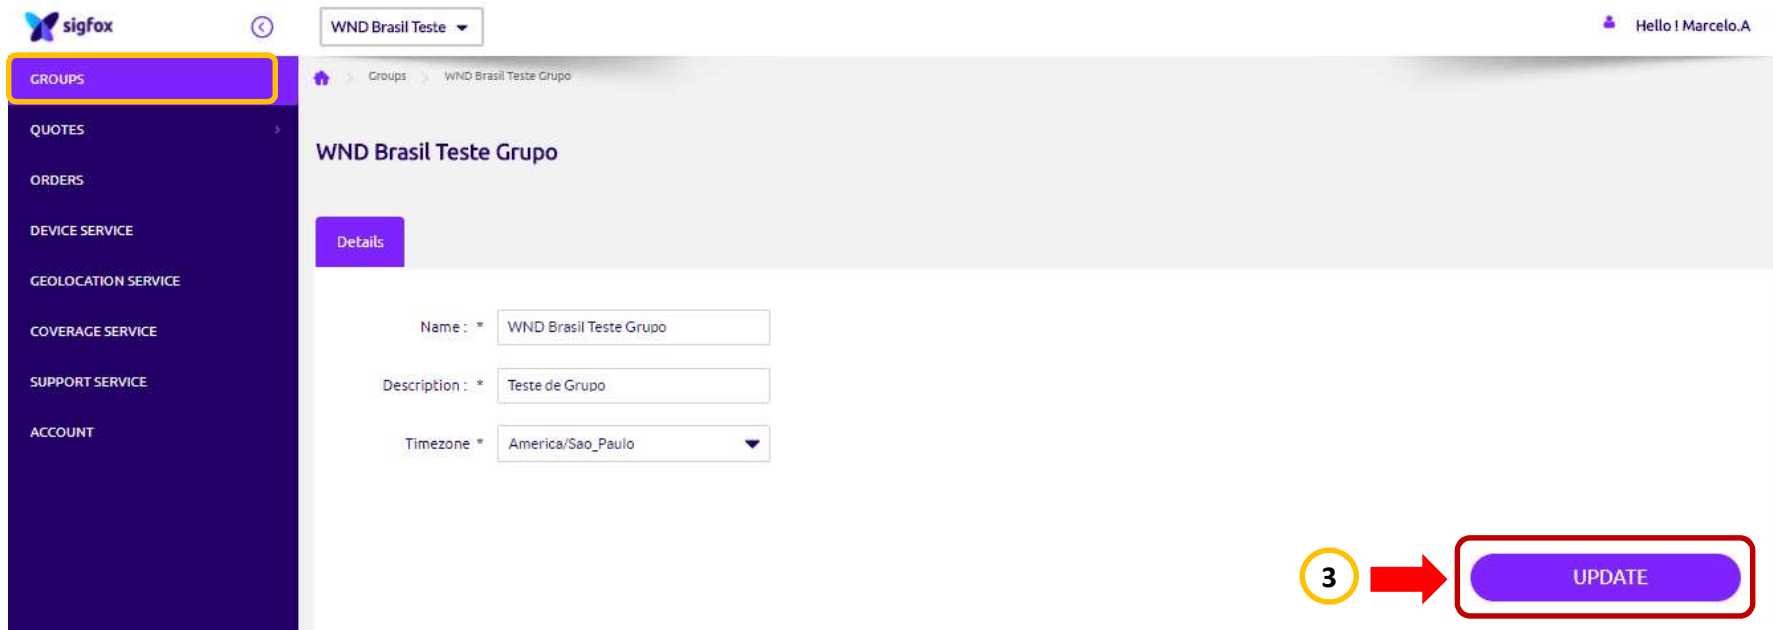 sigfox
WND Brasil Teste
Hello ! Marcelo.A
GROUPS
QUOTES
ORDERS
DEVICE SERVICE
GEOLOCATION SERVICE
COVERAGE SERVICE
SUPPORT SERVICE
ACCOUNT
Groups
WND Brasil Teste Grupo
WND Brasil Teste Grupo
Details
Name : * WND Brasil Teste Grupo
Description : * Teste de Grupo
Timezone * America/Sao_Paulo
3
UPDATE